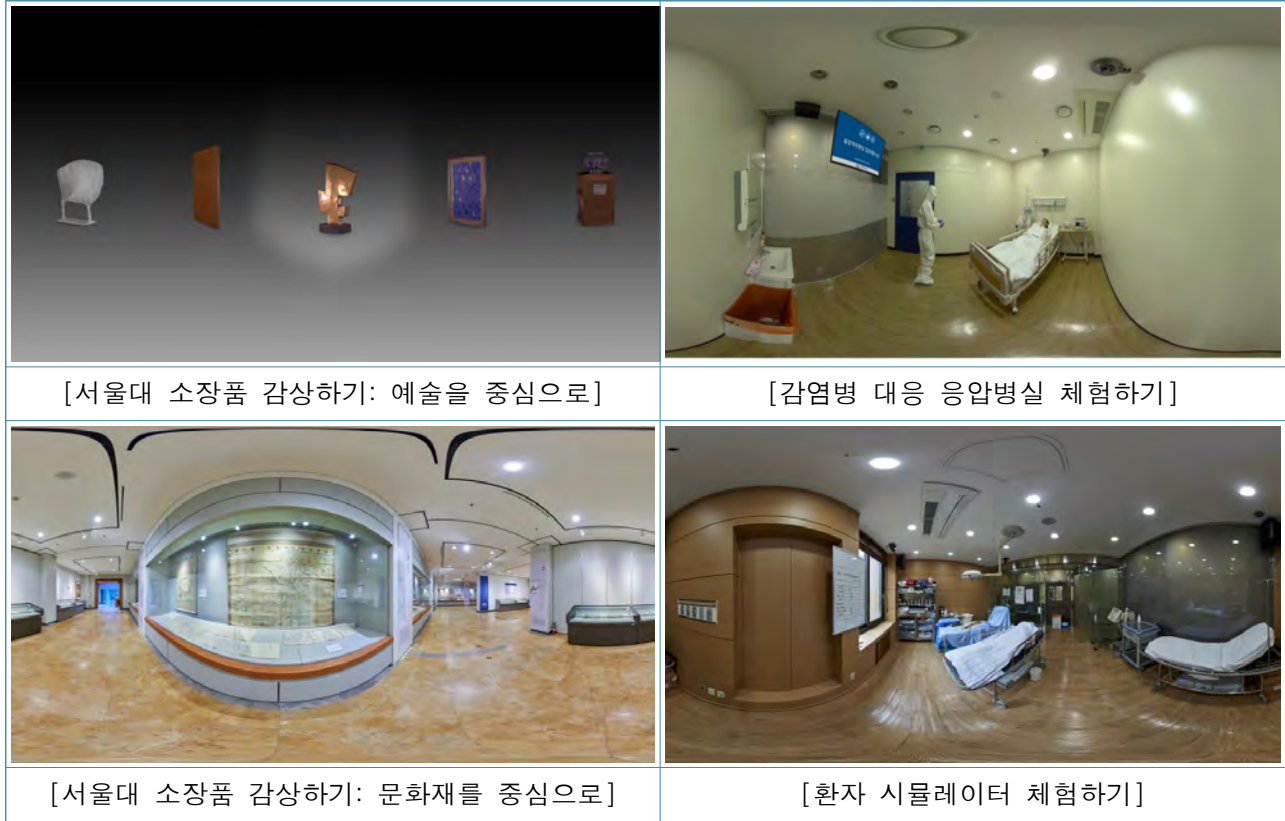 [서울대 소장품 감상하기: 예술을 중심으로]
[감염병 대응 응압병실 체험하기]
[서울대 소장품 감상하기: 문화재를 중심으로]
[환자 시뮬레이터 체험하기]